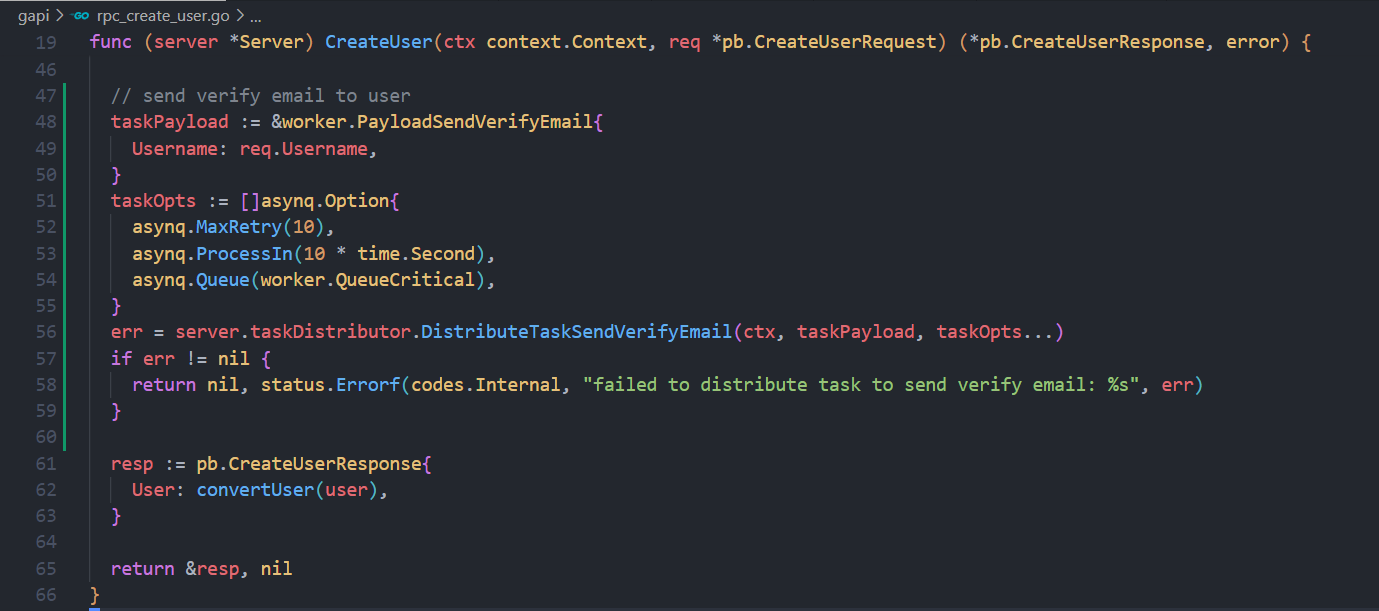 gapi > GO rpc_create_user.go > ...
19 func (server *Server) CreateUser(ctx context.Context, req *pb.CreateUserRequest) (*pb.CreateUserResponse, error) {
46
47 // send verify email to user
48 taskPayload := &worker.PayloadSendVerifyEmail{
49 Username: req.Username,
50 }
51 taskOpts := []asynq.Option{
52 asynq.MaxRetry(10),
53 asynq.ProcessIn(10 * time.Second),
54 asynq.Queue(worker.QueueCritical),
55 }
56 err = server.taskDistributor.DistributeTaskSendVerifyEmail(ctx, taskPayload, taskOpts...)
57 if err != nil {
58 return nil, status.Errorf(codes.Internal, "failed to distribute task to send verify email: %s", err)
59 }
60
61 resp := pb.CreateUserResponse{
62 User: convertUser(user),
63 }
64
65 return &resp, nil
66 }